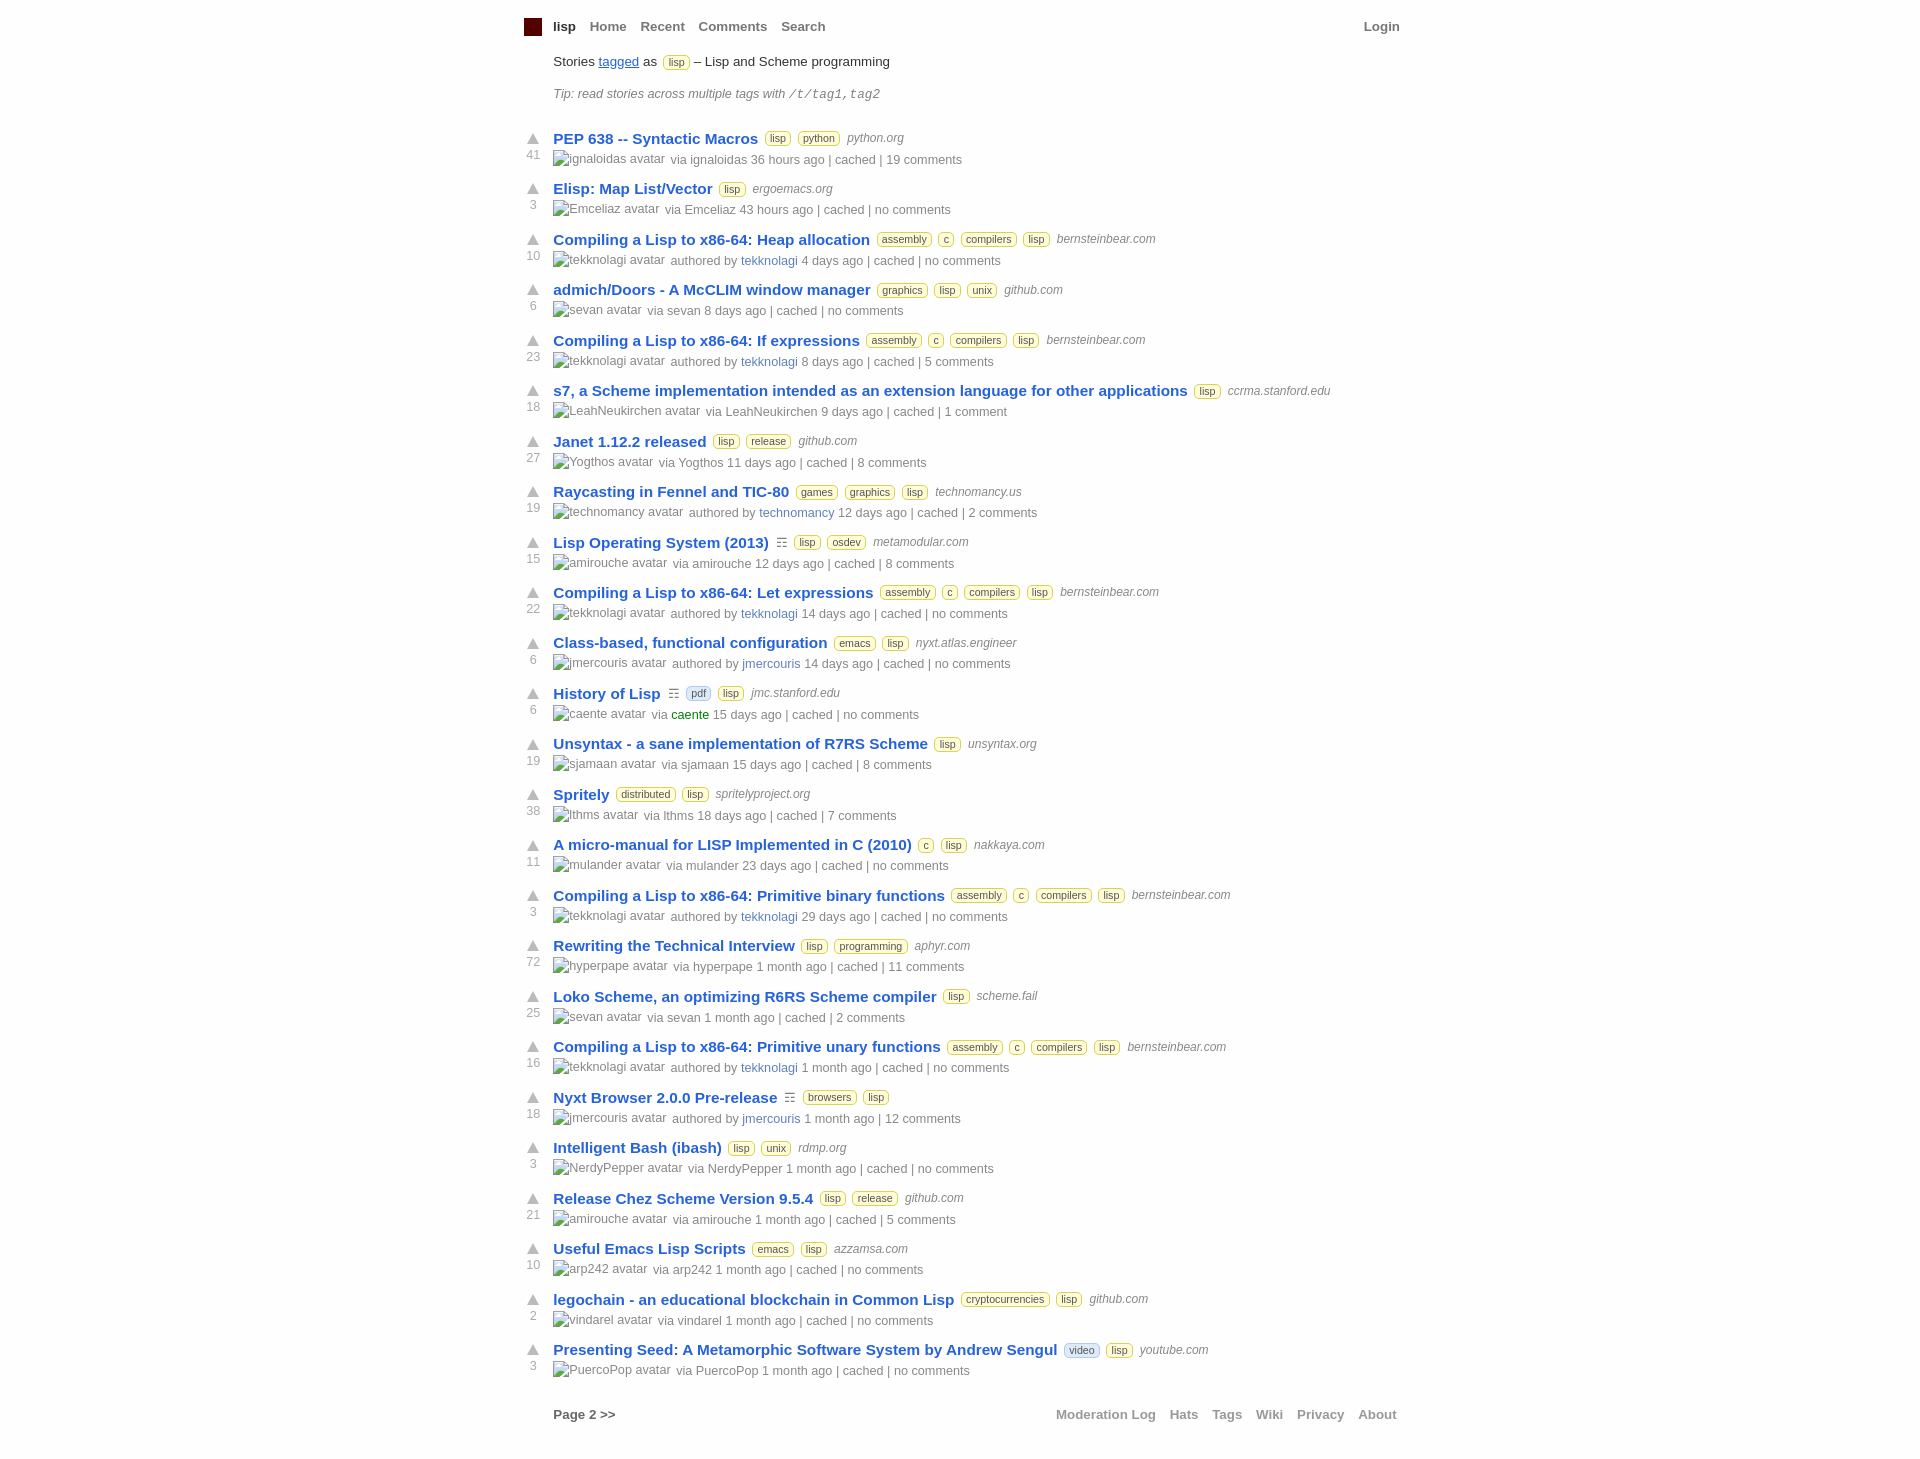 lisp Home Recent Comments Search Login
Stories tagged as lisp – Lisp and Scheme programming
Tip: read stories across multiple tags with /t/tag1,tag2
PEP 638 -- Syntactic Macros lisp python python.org
41 ignaloidas avatar via ignaloidas 36 hours ago | cached | 19 comments
Elisp: Map List/Vector lisp ergoemacs.org
3 Emceliaz avatar via Emceliaz 43 hours ago | cached | no comments
Compiling a Lisp to x86-64: Heap allocation assembly c compilers lisp bernsteinbear.com
10 tekknolagi avatar authored by tekknolagi 4 days ago | cached | no comments
admich/Doors - A McCLIM window manager graphics lisp unix github.com
6 sevan avatar via sevan 8 days ago | cached | no comments
Compiling a Lisp to x86-64: If expressions assembly c compilers lisp bernsteinbear.com
23 tekknolagi avatar authored by tekknolagi 8 days ago | cached | 5 comments
s7, a Scheme implementation intended as an extension language for other applications lisp ccrma.stanford.edu
18 LeahNeukirchen avatar via LeahNeukirchen 9 days ago | cached | 1 comment
Janet 1.12.2 released lisp release github.com
27 Yogthos avatar via Yogthos 11 days ago | cached | 8 comments
Raycasting in Fennel and TIC-80 games graphics lisp technomancy.us
19 technomancy avatar authored by technomancy 12 days ago | cached | 2 comments
Lisp Operating System (2013) ☶ lisp osdev metamodular.com
15 amirouche avatar via amirouche 12 days ago | cached | 8 comments
Compiling a Lisp to x86-64: Let expressions assembly c compilers lisp bernsteinbear.com
22 tekknolagi avatar authored by tekknolagi 14 days ago | cached | no comments
Class-based, functional configuration emacs lisp nyxt.atlas.engineer
6 jmercouris avatar authored by jmercouris 14 days ago | cached | no comments
History of Lisp ☶ pdf lisp jmc.stanford.edu
6 caente avatar via caente 15 days ago | cached | no comments
Unsyntax - a sane implementation of R7RS Scheme lisp unsyntax.org
19 sjamaan avatar via sjamaan 15 days ago | cached | 8 comments
Spritely distributed lisp spritelyproject.org
38 lthms avatar via lthms 18 days ago | cached | 7 comments
A micro-manual for LISP Implemented in C (2010) c lisp nakkaya.com
11 mulander avatar via mulander 23 days ago | cached | no comments
Compiling a Lisp to x86-64: Primitive binary functions assembly c compilers lisp bernsteinbear.com
3 tekknolagi avatar authored by tekknolagi 29 days ago | cached | no comments
Rewriting the Technical Interview lisp programming aphyr.com
72 hyperpape avatar via hyperpape 1 month ago | cached | 11 comments
Loko Scheme, an optimizing R6RS Scheme compiler lisp scheme.fail
25 sevan avatar via sevan 1 month ago | cached | 2 comments
Compiling a Lisp to x86-64: Primitive unary functions assembly c compilers lisp bernsteinbear.com
16 tekknolagi avatar authored by tekknolagi 1 month ago | cached | no comments
Nyxt Browser 2.0.0 Pre-release ☶ browsers lisp
18 jmercouris avatar authored by jmercouris 1 month ago | 12 comments
Intelligent Bash (ibash) lisp unix rdmp.org
3 NerdyPepper avatar via NerdyPepper 1 month ago | cached | no comments
Release Chez Scheme Version 9.5.4 lisp release github.com
21 amirouche avatar via amirouche 1 month ago | cached | 5 comments
Useful Emacs Lisp Scripts emacs lisp azzamsa.com
10 arp242 avatar via arp242 1 month ago | cached | no comments
legochain - an educational blockchain in Common Lisp cryptocurrencies lisp github.com
2 vindarel avatar via vindarel 1 month ago | cached | no comments
Presenting Seed: A Metamorphic Software System by Andrew Sengul video lisp youtube.com
3 PuercoPop avatar via PuercoPop 1 month ago | cached | no comments
Page 2 >> Moderation Log Hats Tags Wiki Privacy About